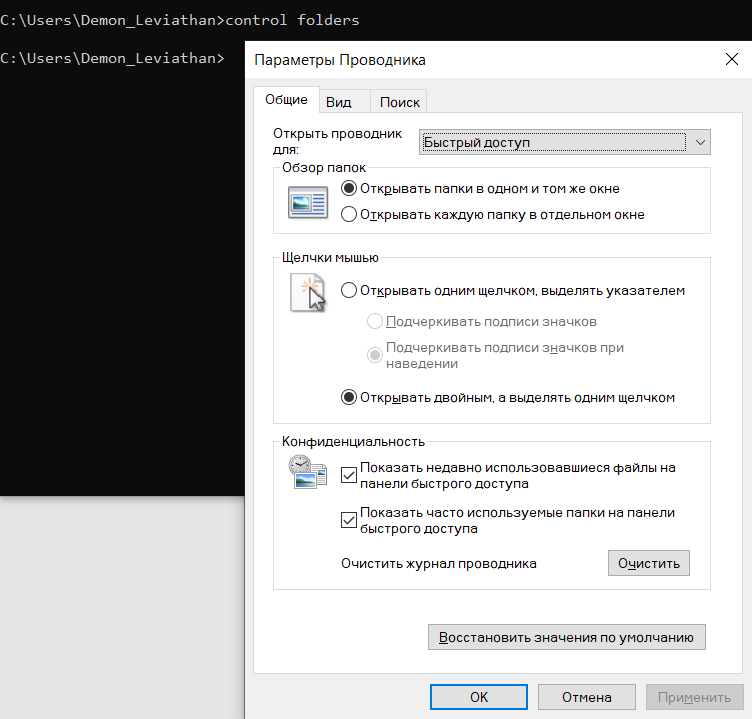 C:\Users\Demon_Leviathan>control folders
C:\Users\Demon_Leviathan>
Параметры Проводника
Общие
Вид
Поиск
Открыть проводник
для:
Быстрый доступ
Обзор папок
Открывать папки в одном и том же окне
Открывать каждую папку в отдельном окне
Щелчки мышью
Открывать одним щелчком, выделять указателем
Подчеркивать подписи значков
Подчеркивать подписи значков при
наведении
Открывать двойным, а выделять одним щелчком
Конфиденциальность
Показать недавно использовавшиеся файлы на
панели быстрого доступа
Показать часто используемые папки на панели
быстрого доступа
Очистить журнал проводника
Очистить
Восстановить значения по умолчанию
OK
Отмена
Применить